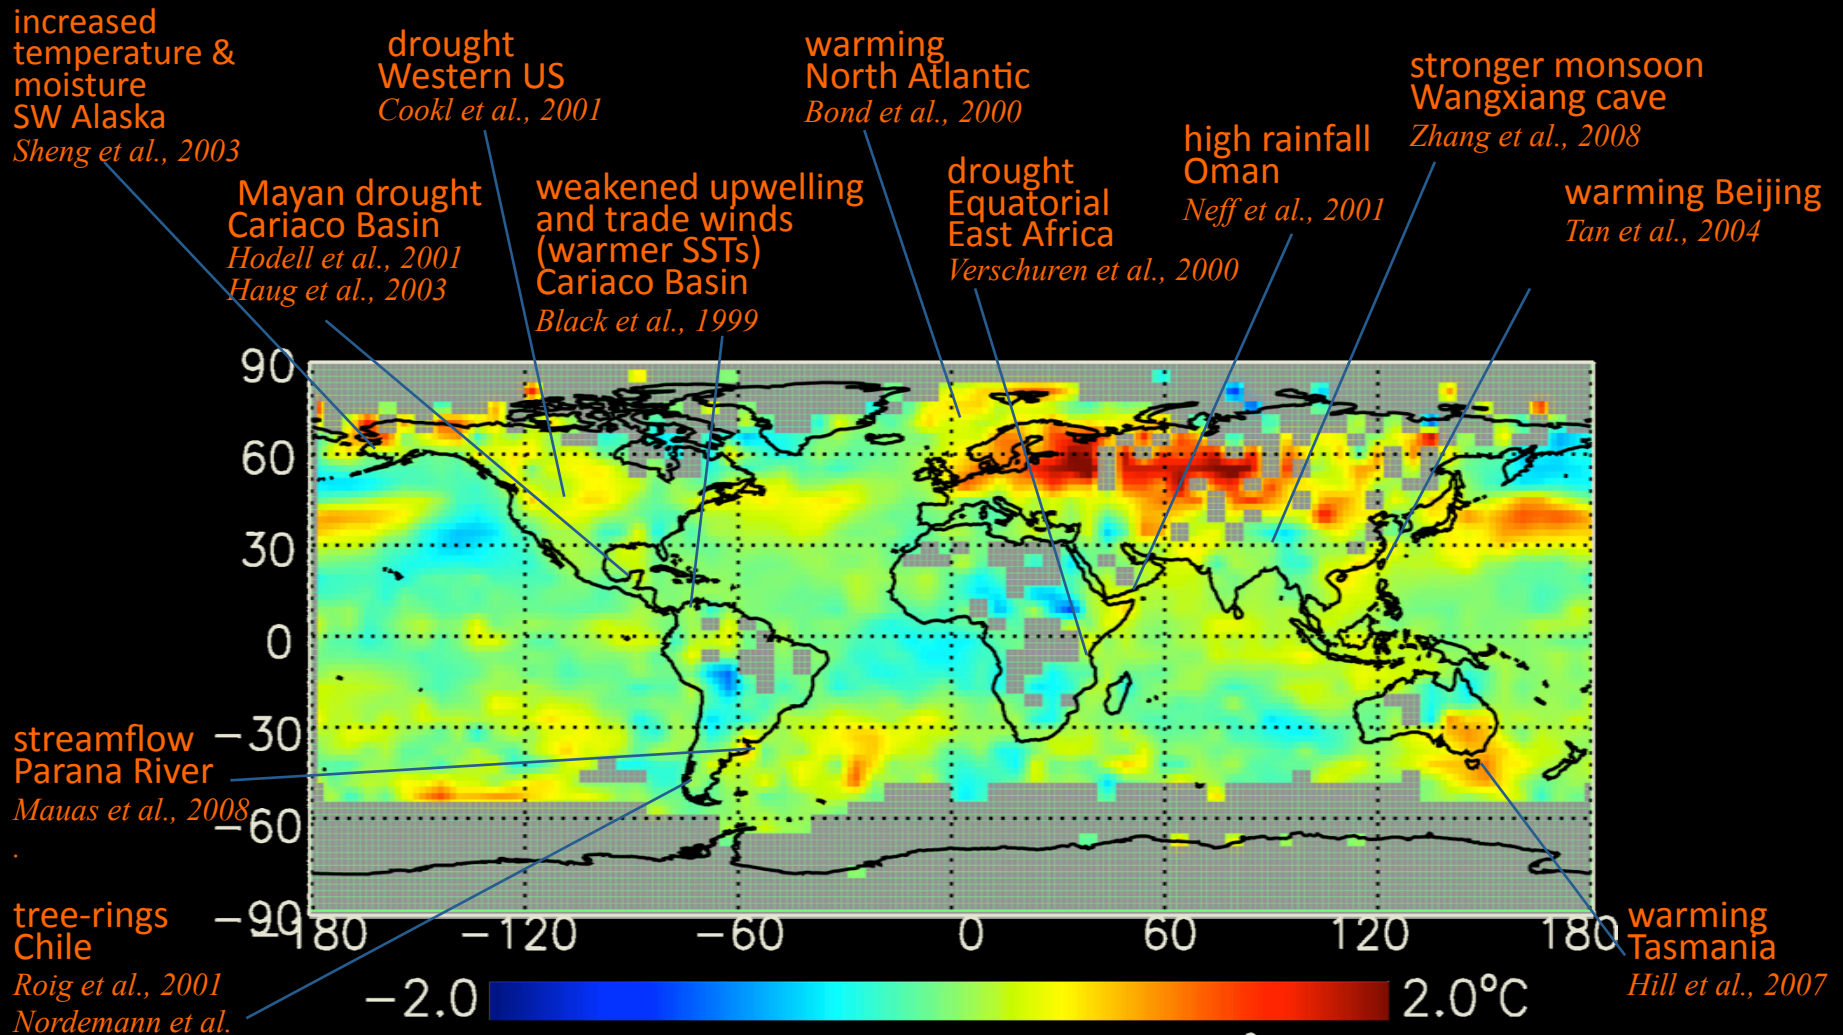 increased
temperature &
moisture
SW Alaska
Sheng et al., 2003
drought
Western US
Cookl et al., 2001
warming
North Atlantic
Bond et al., 2000
stronger monsoon
Wangxiang cave
Zhang et al., 2008
high rainfall
Oman
Neff et al., 2001
drought
Equatorial
East Africa
Verschuren et al., 2000
warming Beijing
Tan et al., 2004
Mayan drought
Cariaco Basin
Hodell et al., 2001
Haug et al., 2003
weakened upwelling
and trade winds
(warmer SSTs)
Cariaco Basin
Black et al., 1999
90
60
30
0
−30
−60
−90
streamflow
Parana River
Mauas et al., 2008
.
tree-rings
Chile
Roig et al., 2001
Nordemann et al.
−180 −120 −60 0 60 120 180
warming
Tasmania
Hill et al., 2007
−2.0 2.0°C